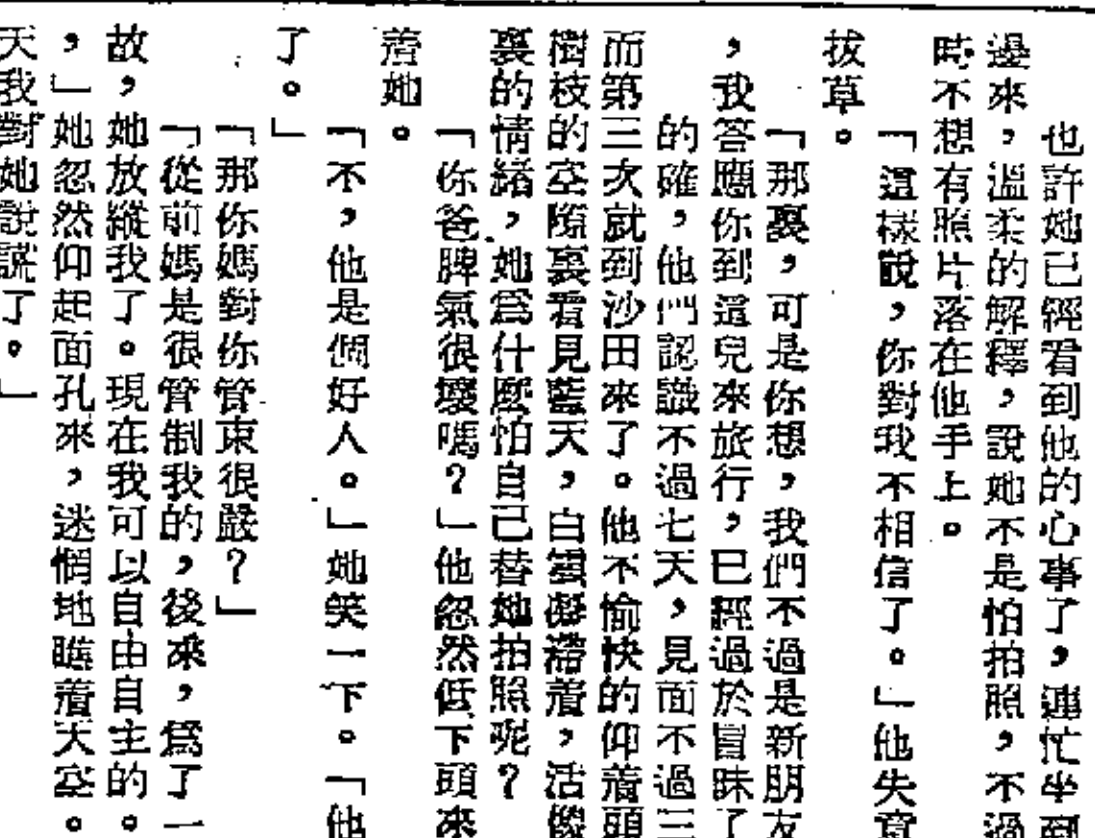 也許她已經看到他的心事了，連忙坐到
邊來，溫柔的解釋，說她不是怕拍照，不過
時不想有照片落在他手上。
「這樣說，你對我不相信了。」他失意
拔草。
「那裏，可是你想，我們不過是新朋友
，我答應你到這兒來旅行，已經過於冒昧了
的確，他們認識不過七天，見面不過三
而第三次就到沙田來了。他不愉快的仰着頭
樹枝的空隙裏看見藍天，白雲凝滯着，活像
裏的情緒，她爲什麼怕自己替她拍照呢？
「你爸脾氣很壞嗎？」他忽然低下頭來
着她。
「不，他是個好人。」她笑一下。「他
了。」
「那你媽對你管束很嚴？」
「從前媽是很管制我的，後來，爲了一
故，她放縱我了。現在我可以自由自主的。
，」她忽然仰起面孔來，迷惘地瞧着天空。
天我對她說謊了。」